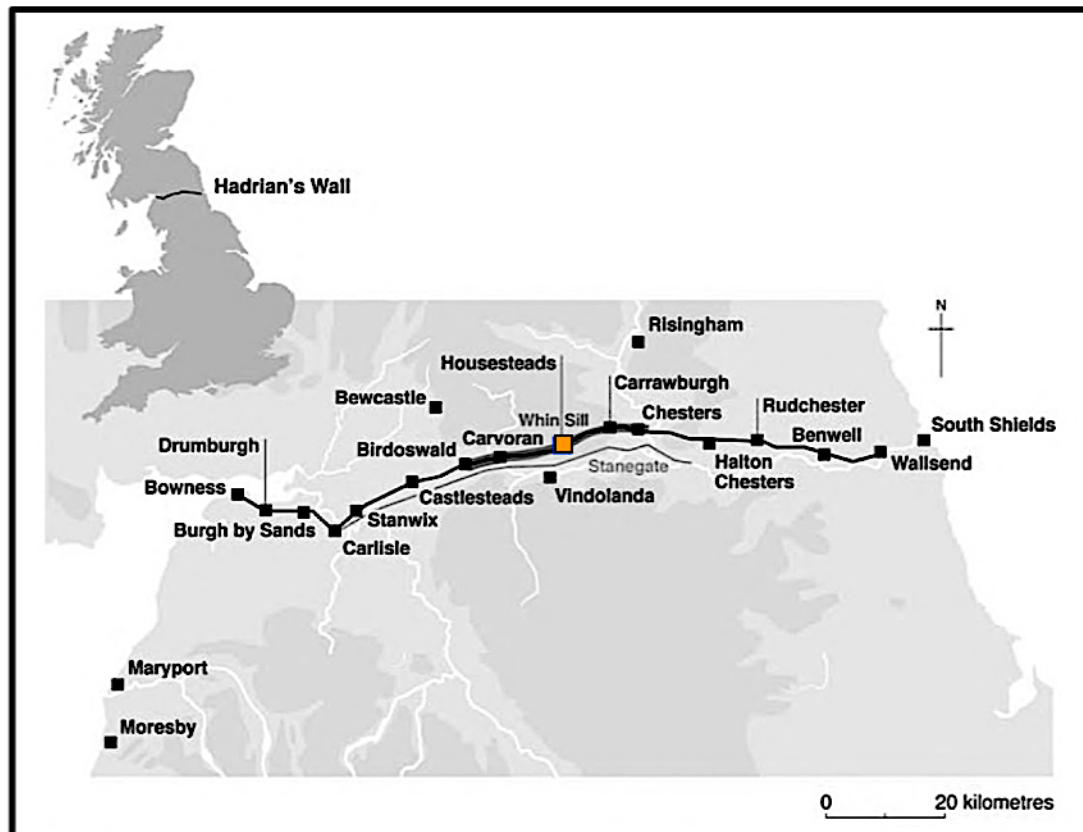 Hadrian's Wall
N
Risingham
Housesteads
Carrawburgh
Bewcastle
Whin Sill
Chesters
Rudchester
Drumburgh
Birdoswald
Carvoran
South Shields
Benwell
Bowness
Stanegate
Halton
Chesters
Wallsend
Castlesteads
Vindolanda
Burgh by Sands
Stanwix
Carlisle
Maryport
Moresby
0 20 kilometres